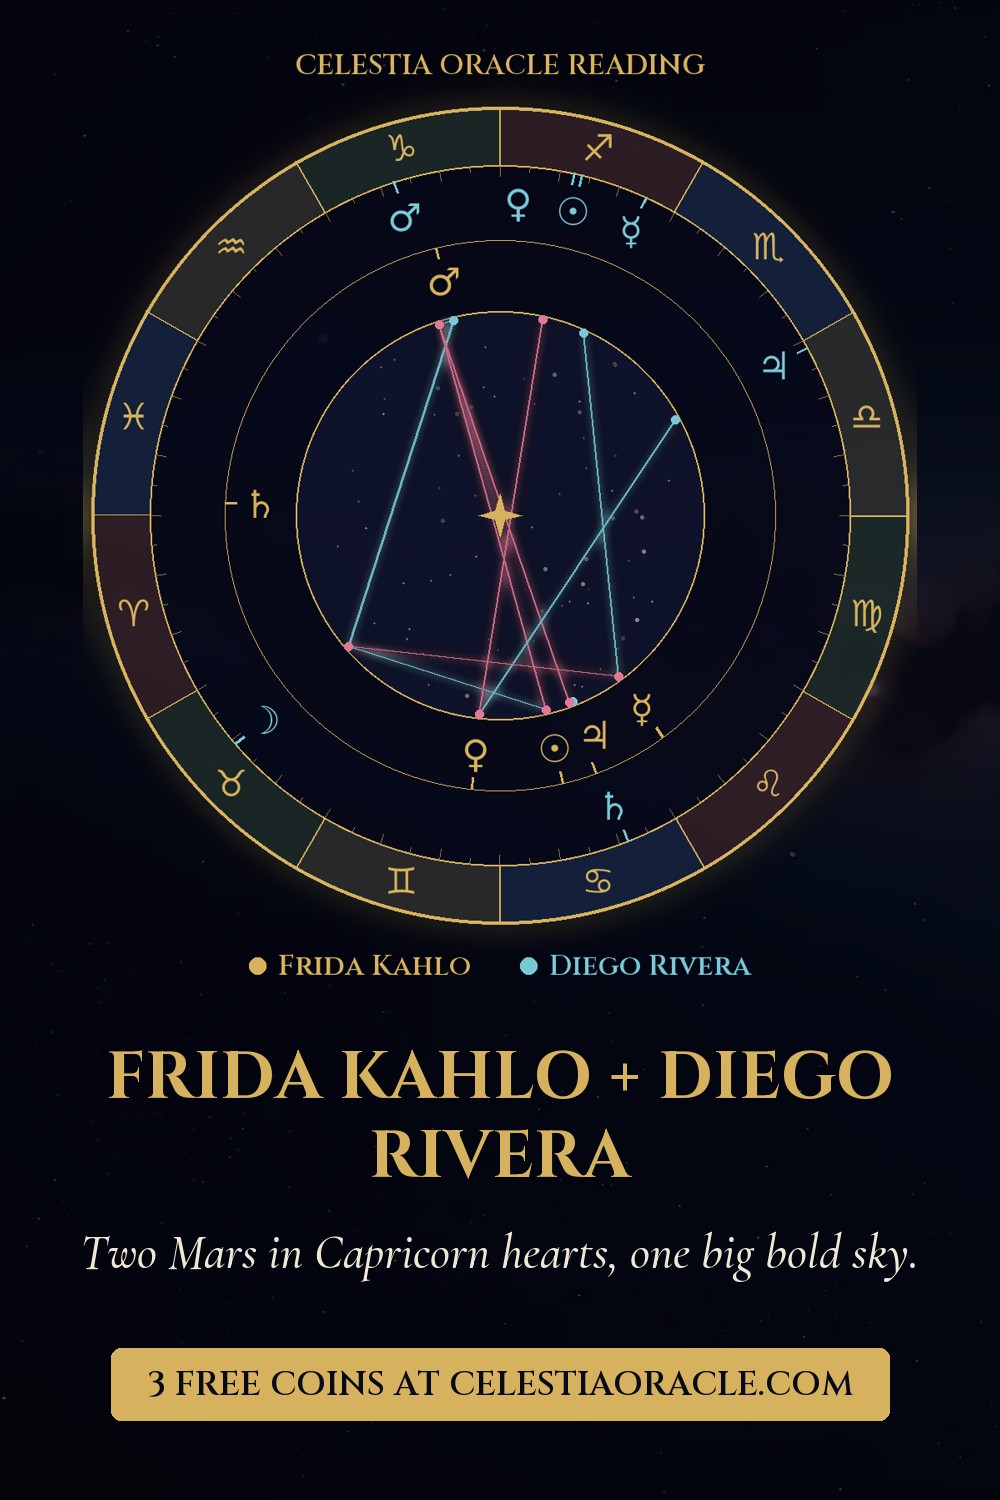 CELESTIA ORACLE READING
♑ ♐
♒ ♏
♂ ♀ ☉ ☿
♂
♃
♓ ♎
♄
♈ ♍
☽
♉ ♌
♀ ☉ ♃ ☿
♄
♊ ♋
FRIDA KAHLO DIEGO RIVERA
FRIDA KAHLO + DIEGO
RIVERA
Two Mars in Capricorn hearts, one big bold sky.
3 FREE COINS AT CELESTIAORACLE.COM